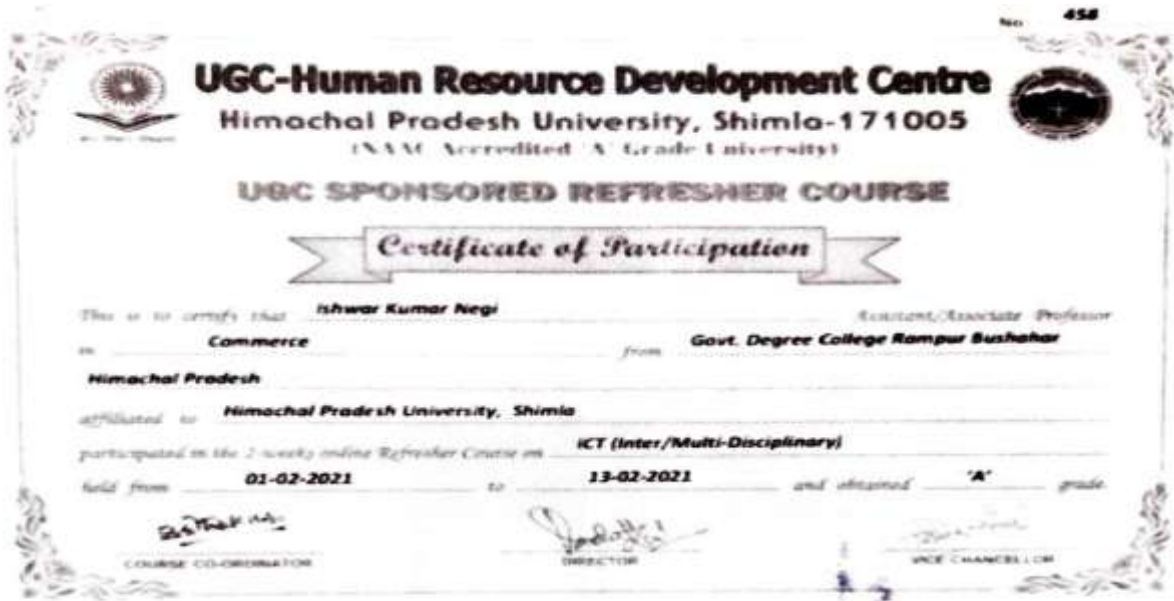 No 458
UGC-Human Resource Development Centre
Himachal Pradesh University, Shimla-171005
(NAAC Accredited 'A' Grade University)
UGC SPONSORED REFRESHER COURSE
Certificate of Participation
This is to certify that Ishwar Kumar Negi Assistant/Associate Professor
in Commerce from Govt. Degree College Rampur Bushahar
Himachal Pradesh
affiliated to Himachal Pradesh University, Shimla
participated in the 2-weeks online Refresher Course on ICT (Inter/Multi-Disciplinary)
held from 01-02-2021 to 13-02-2021 and obtained 'A' grade
COURSE CO-ORDINATOR DIRECTOR VICE CHANCELLOR